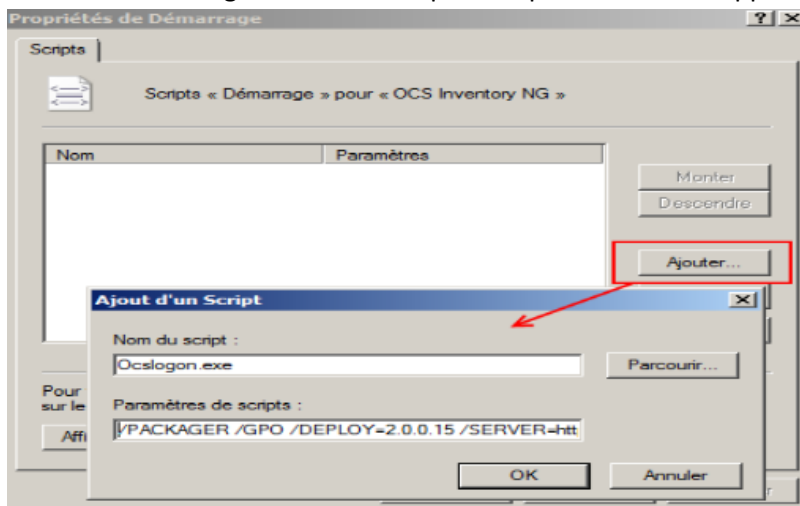 Propriétés de Démarrage
Scripts
Scripts « Démarrage » pour « OCS Inventory NG »
Nom
Paramètres
Monter
Descendre
Ajouter...
Ajout d'un Script
Nom du script :
Ocslogon.exe
Parcourir...
Pour
sur le
Paramètres de scripts :
/PACKAGER /GPO /DEPLOY=2.0.0.15 /SERVER=htt
Affi
OK
Annuler